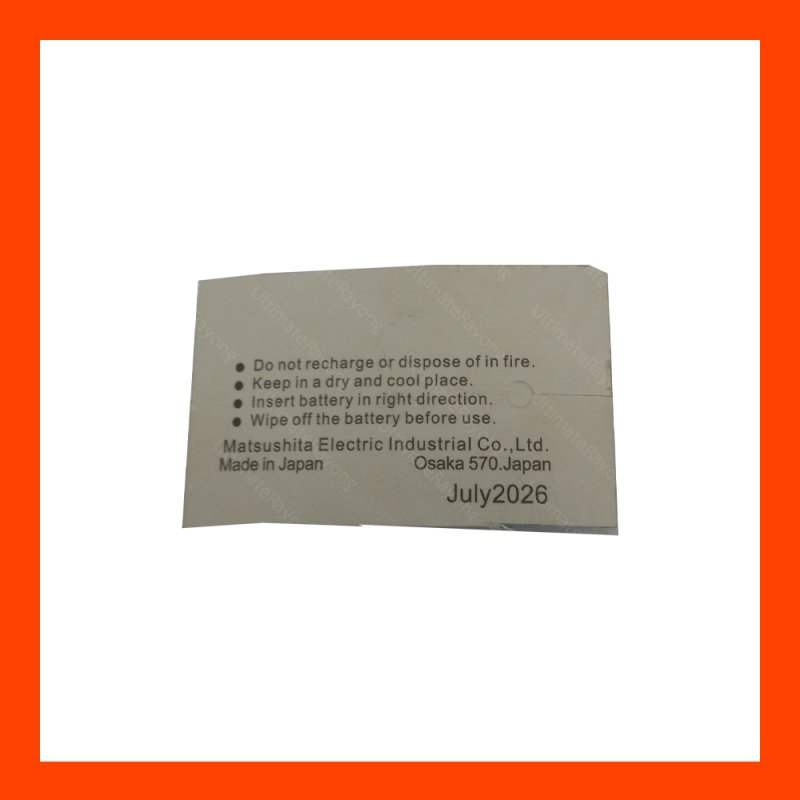 ● Do not recharge or dispose of in fire.
● Keep in a dry and cool place.
● Insert battery in right direction.
● Wipe off the battery before use.
Matsushita Electric Industrial Co.,Ltd.
Made in Japan Osaka 570.Japan
July2026
UltimateRayong